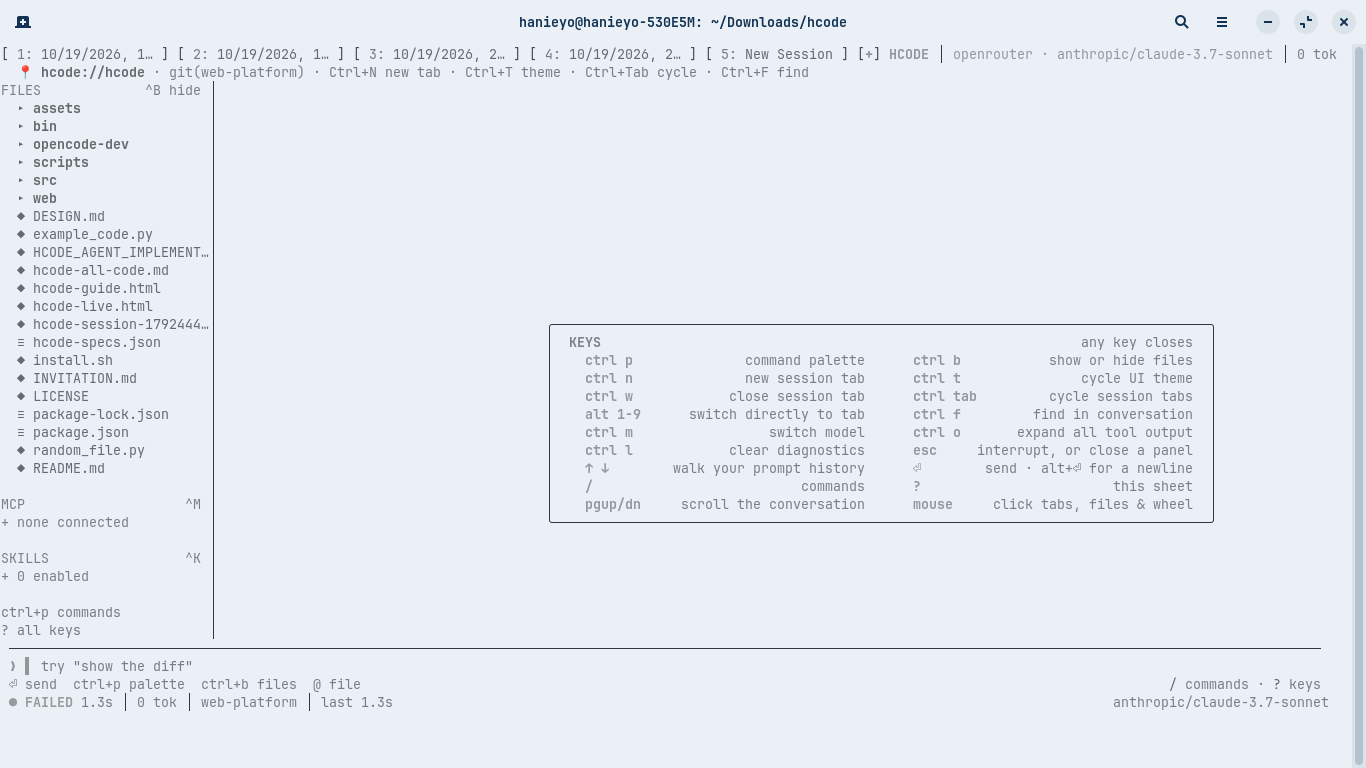 hanieyo@hanieyo-530E5M: ~/Downloads/hcode
[ 1: 10/19/2026, 1… ] [ 2: 10/19/2026, 1… ] [ 3: 10/19/2026, 2… ] [ 4: 10/19/2026, 2… ] [ 5: New Session ] [+] HCODE │ openrouter · anthropic/claude-3.7-sonnet │ 0 tok
📍 hcode://hcode · git(web-platform) · Ctrl+N new tab · Ctrl+T theme · Ctrl+Tab cycle · Ctrl+F find
FILES ^B hide
▸ assets
▸ bin
▸ opencode-dev
▸ scripts
▸ src
▸ web
◆ DESIGN.md
◆ example_code.py
◆ HCODE_AGENT_IMPLEMENT…
◆ hcode-all-code.md
◆ hcode-guide.html
◆ hcode-live.html
◆ hcode-session-1792444…
≡ hcode-specs.json
◆ install.sh
◆ INVITATION.md
◆ LICENSE
≡ package-lock.json
≡ package.json
◆ random_file.py
◆ README.md
MCP ^M
+ none connected
SKILLS ^K
+ 0 enabled
ctrl+p commands
? all keys
KEYS any key closes
ctrl p command palette ctrl b show or hide files
ctrl n new session tab ctrl t cycle UI theme
ctrl w close session tab ctrl tab cycle session tabs
alt 1-9 switch directly to tab ctrl f find in conversation
ctrl m switch model ctrl o expand all tool output
ctrl l clear diagnostics esc interrupt, or close a panel
↑ ↓ walk your prompt history ⏎ send · alt+⏎ for a newline
/ commands ? this sheet
pgup/dn scroll the conversation mouse click tabs, files & wheel
❯ try "show the diff"
⏎ send ctrl+p palette ctrl+b files @ file / commands · ? keys
● FAILED 1.3s │ 0 tok │ web-platform │ last 1.3s anthropic/claude-3.7-sonnet